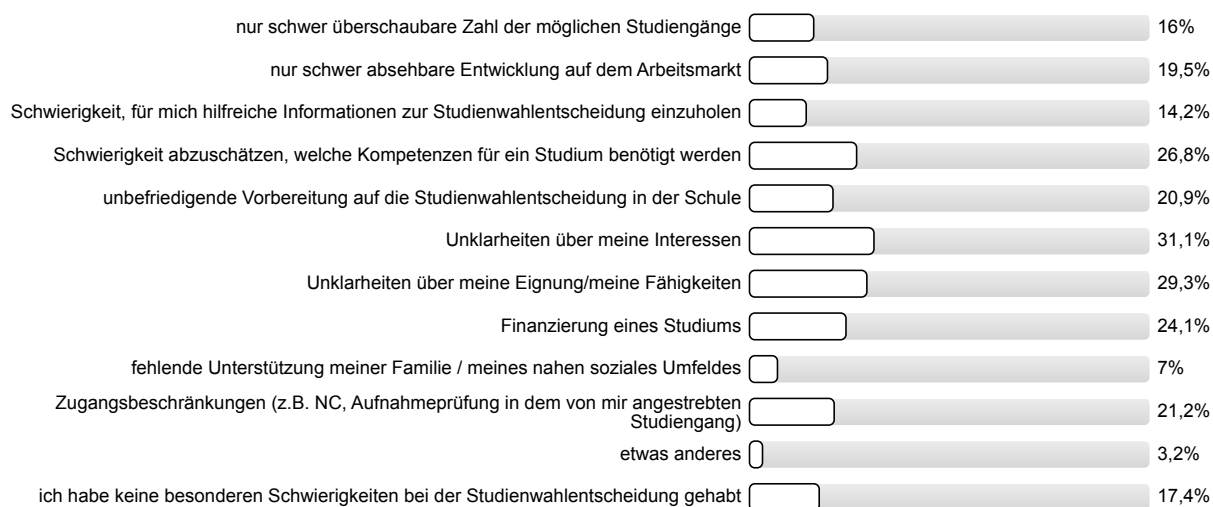 nur schwer überschaubare Zahl der möglichen Studiengänge 16%
nur schwer absehbare Entwicklung auf dem Arbeitsmarkt 19,5%
Schwierigkeit, für mich hilfreiche Informationen zur Studienwahlentscheidung einzuholen 14,2%
Schwierigkeit abzuschätzen, welche Kompetenzen für ein Studium benötigt werden 26,8%
unbefriedigende Vorbereitung auf die Studienwahlentscheidung in der Schule 20,9%
Unklarheiten über meine Interessen 31,1%
Unklarheiten über meine Eignung/meine Fähigkeiten 29,3%
Finanzierung eines Studiums 24,1%
fehlende Unterstützung meiner Familie / meines nahen soziales Umfeldes 7%
Zugangsbeschränkungen (z.B. NC, Aufnahmeprüfung in dem von mir angestrebten
Studiengang) 21,2%
etwas anderes 3,2%
ich habe keine besonderen Schwierigkeiten bei der Studienwahlentscheidung gehabt 17,4%